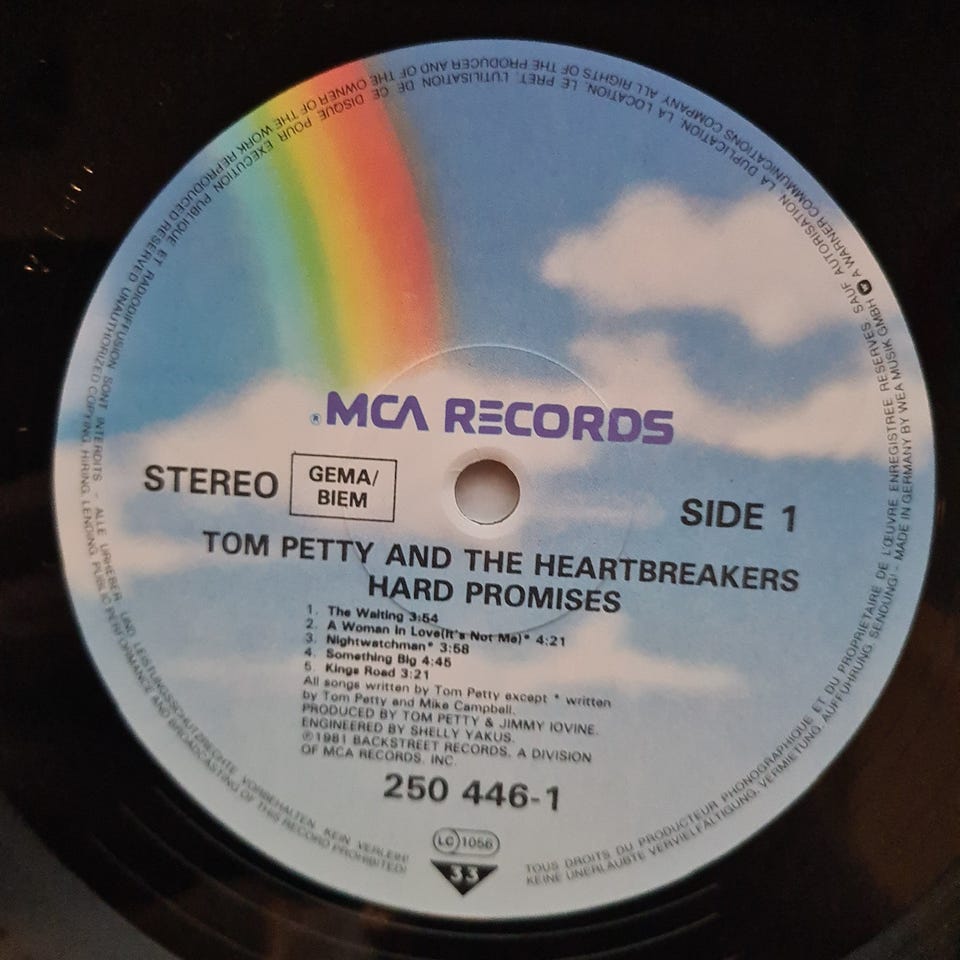 ® MCA RECORDS
STEREO
GEMA/
BIEM
SIDE 1
TOM PETTY AND THE HEARTBREAKERS
HARD PROMISES
1. The Waiting 3:54
2. A Woman In Love(It's Not Me)* 4:21
3. Nightwatchman* 3:58
4. Something Big 4:45
5. Kings Road 3:21
All songs written by Tom Petty except * written
by Tom Petty and Mike Campbell.
PRODUCED BY TOM PETTY & JIMMY IOVINE.
ENGINEERED BY SHELLY YAKUS.
℗1981 BACKSTREET RECORDS, A DIVISION
OF MCA RECORDS, INC.
250 446-1
LC 1056
33
TOUS DROITS DU PRODUCTEUR PHONOGRAPHIQUE ET DU PROPRIETAIRE DE L'ŒUVRE ENREGISTREE RESERVES. SAUF AUTORISATION, LA DUPLICATION, LA LOCATION, LE PRET, L'UTILISATION DE CE DISQUE POUR EXECUTION PUBLIQUE ET RADIODIFFUSION SONT INTERDITS - ALLE URHEBER- UND LEISTUNGSSCHUTZRECHTE VORBEHALTEN. KEIN VERLEIH!
KEINE UNERLAUBTE VERVIELFÄLTIGUNG, VERMIETUNG, AUFFÜHRUNG, SENDUNG! - MADE IN GERMANY BY WEA MUSIK GMBH A WARNER COMMUNICATIONS COMPANY. ALL RIGHTS OF THE PRODUCER AND OF THE OWNER OF THE WORK REPRODUCED RESERVED. UNAUTHORIZED COPYING, HIRING, LENDING, PUBLIC PERFORMANCE AND BROADCASTING OF THIS RECORD PROHIBITED!